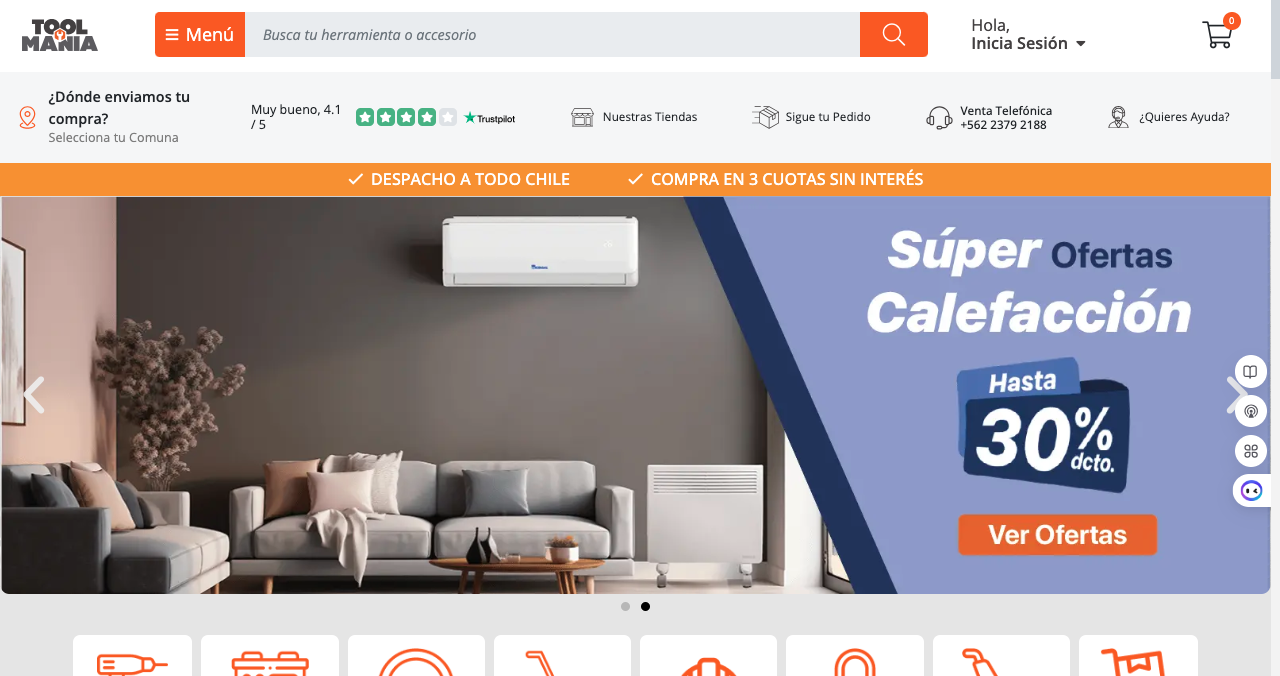 TOOL
MANIA
Menú
Busca tu herramienta o accesorio
Hola,
Inicia Sesión
0
¿Dónde enviamos tu
compra?
Selecciona tu Comuna
Muy bueno, 4.1
/ 5
Trustpilot
Nuestras Tiendas
Sigue tu Pedido
Venta Telefónica
+562 2379 2188
¿Quieres Ayuda?
DESPACHO A TODO CHILE
COMPRA EN 3 CUOTAS SIN INTERÉS
Súper Ofertas
Calefacción
Hasta
30%
dcto.
Ver Ofertas